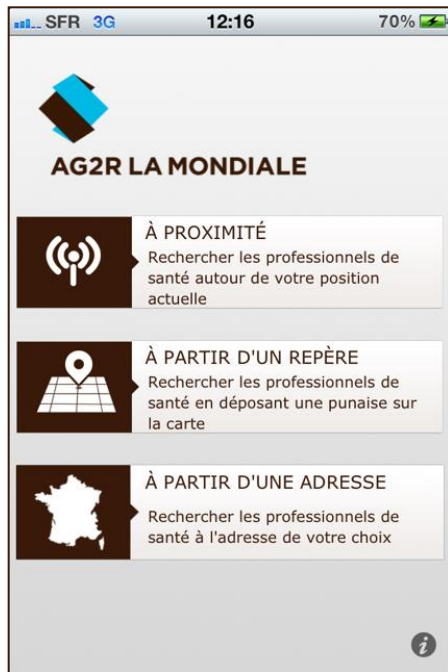 SFR 3G 12:16 70%
AG2R LA MONDIALE
À PROXIMITÉ
Rechercher les professionnels de
santé autour de votre position
actuelle
À PARTIR D'UN REPÈRE
Rechercher les professionnels de
santé en déposant une punaise sur
la carte
À PARTIR D'UNE ADRESSE
Rechercher les professionnels de
santé à l'adresse de votre choix
i